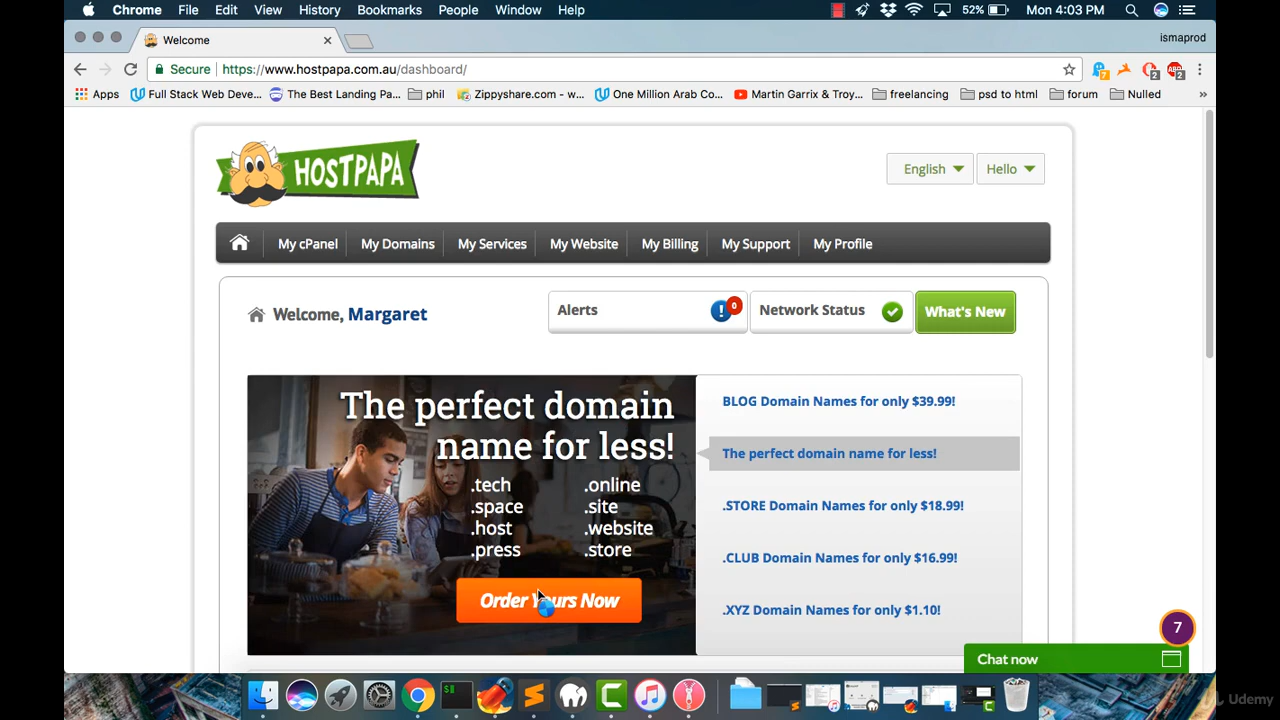 Chrome File Edit View History Bookmarks People Window Help 52% Mon 4:03 PM
Welcome ismaprod
Secure https://www.hostpapa.com.au/dashboard/ 7 2 2
Apps Full Stack Web Deve... The Best Landing Pa... phil Zippyshare.com - w... One Million Arab Co... Martin Garrix & Troy... freelancing psd to html forum Nulled »
HOSTPAPA
English Hello
My cPanel My Domains My Services My Website My Billing My Support My Profile
Welcome, Margaret Alerts ! 0 Network Status What's New
The perfect domain
name for less!
.tech .online
.space .site
.host .website
.press .store
Order Yours Now
BLOG Domain Names for only $39.99!
The perfect domain name for less!
.STORE Domain Names for only $18.99!
.CLUB Domain Names for only $16.99!
.XYZ Domain Names for only $1.10!
7
Chat now
Udemy